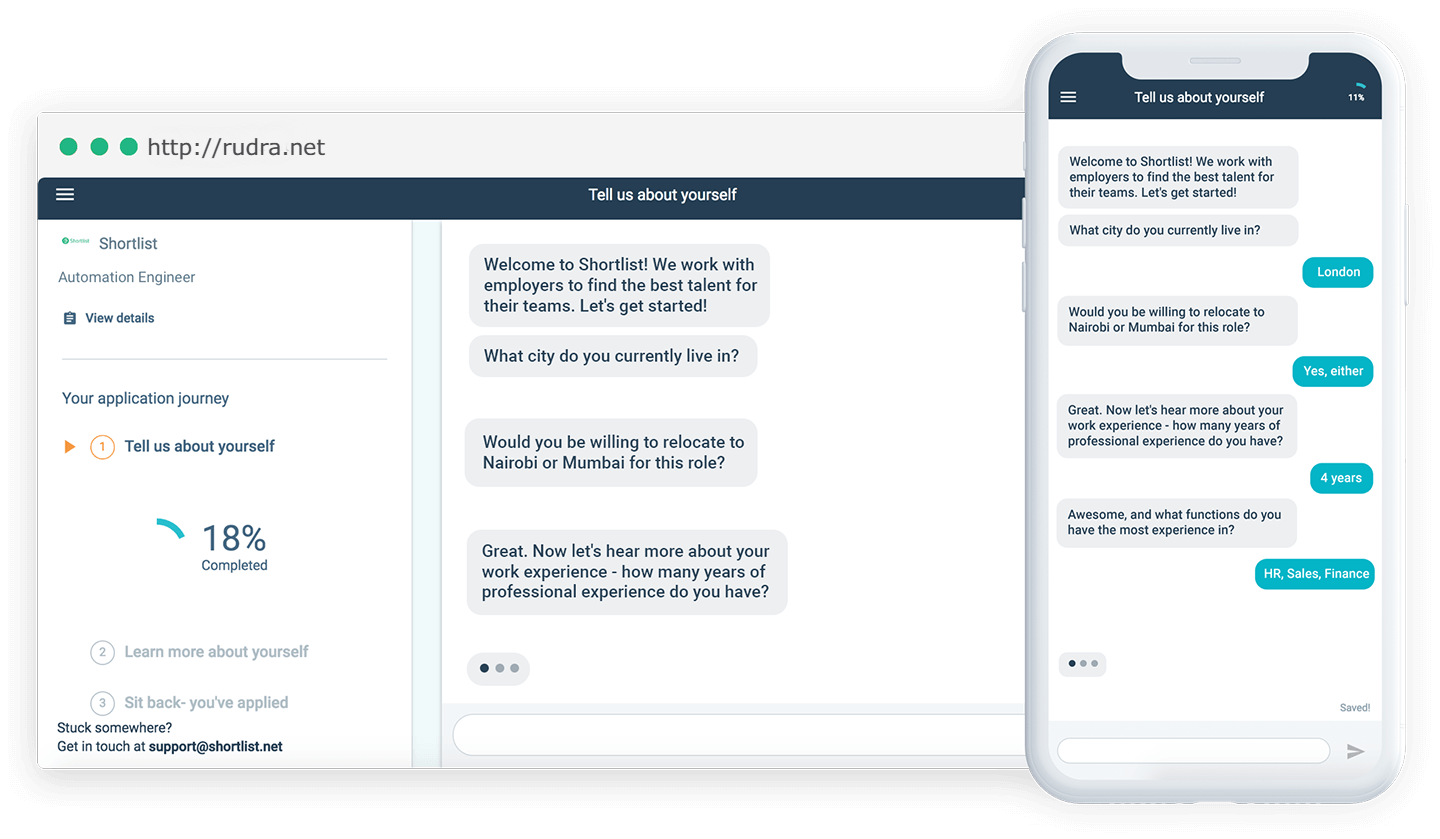 http://rudra.net
Tell us about yourself
Shortlist Shortlist
Automation Engineer
View details
Your application journey
1 Tell us about yourself
18%
Completed
2 Learn more about yourself
3 Sit back- you've applied
Stuck somewhere?
Get in touch at support@shortlist.net
Welcome to Shortlist! We work with
employers to find the best talent for
their teams. Let's get started!
What city do you currently live in?
Would you be willing to relocate to
Nairobi or Mumbai for this role?
Great. Now let's hear more about your
work experience - how many years of
professional experience do you have?
Tell us about yourself
11%
Welcome to Shortlist! We work with
employers to find the best talent for
their teams. Let's get started!
What city do you currently live in?
London
Would you be willing to relocate to
Nairobi or Mumbai for this role?
Yes, either
Great. Now let's hear more about your
work experience - how many years of
professional experience do you have?
4 years
Awesome, and what functions do you
have the most experience in?
HR, Sales, Finance
Saved!